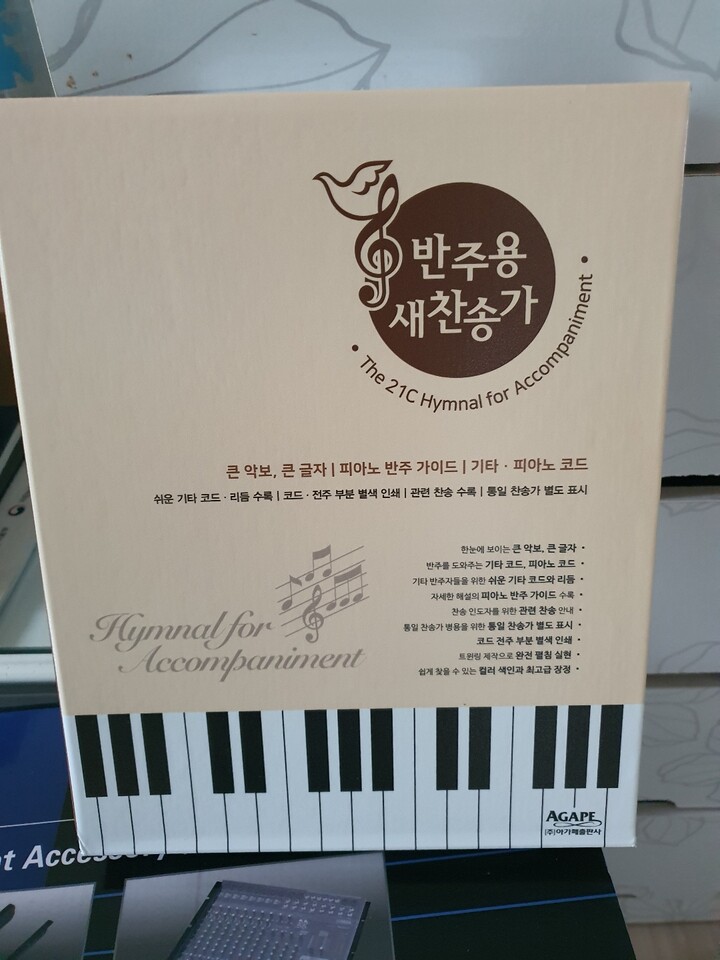 반주용
새찬송가
• The 21C Hymnal for Accompaniment •
큰 악보, 큰 글자 | 피아노 반주 가이드 | 기타 · 피아노 코드
쉬운 기타 코드 · 리듬 수록 | 코드 · 전주 부분 별색 인쇄 | 관련 찬송 수록 | 통일 찬송가 별도 표시
한눈에 보이는 큰 악보, 큰 글자 •
반주를 도와주는 기타 코드, 피아노 코드 •
기타 반주자들을 위한 쉬운 기타 코드와 리듬 •
자세한 해설의 피아노 반주 가이드 수록 •
찬송 인도자를 위한 관련 찬송 안내 •
통일 찬송가 병용을 위한 통일 찬송가 별도 표시 •
코드 전주 부분 별색 인쇄 •
트윈링 제작으로 완전 펼침 실현 •
쉽게 찾을 수 있는 컬러 색인과 최고급 장정 •
Hymnal for
Accompaniment
AGAPE
(주)아가페출판사